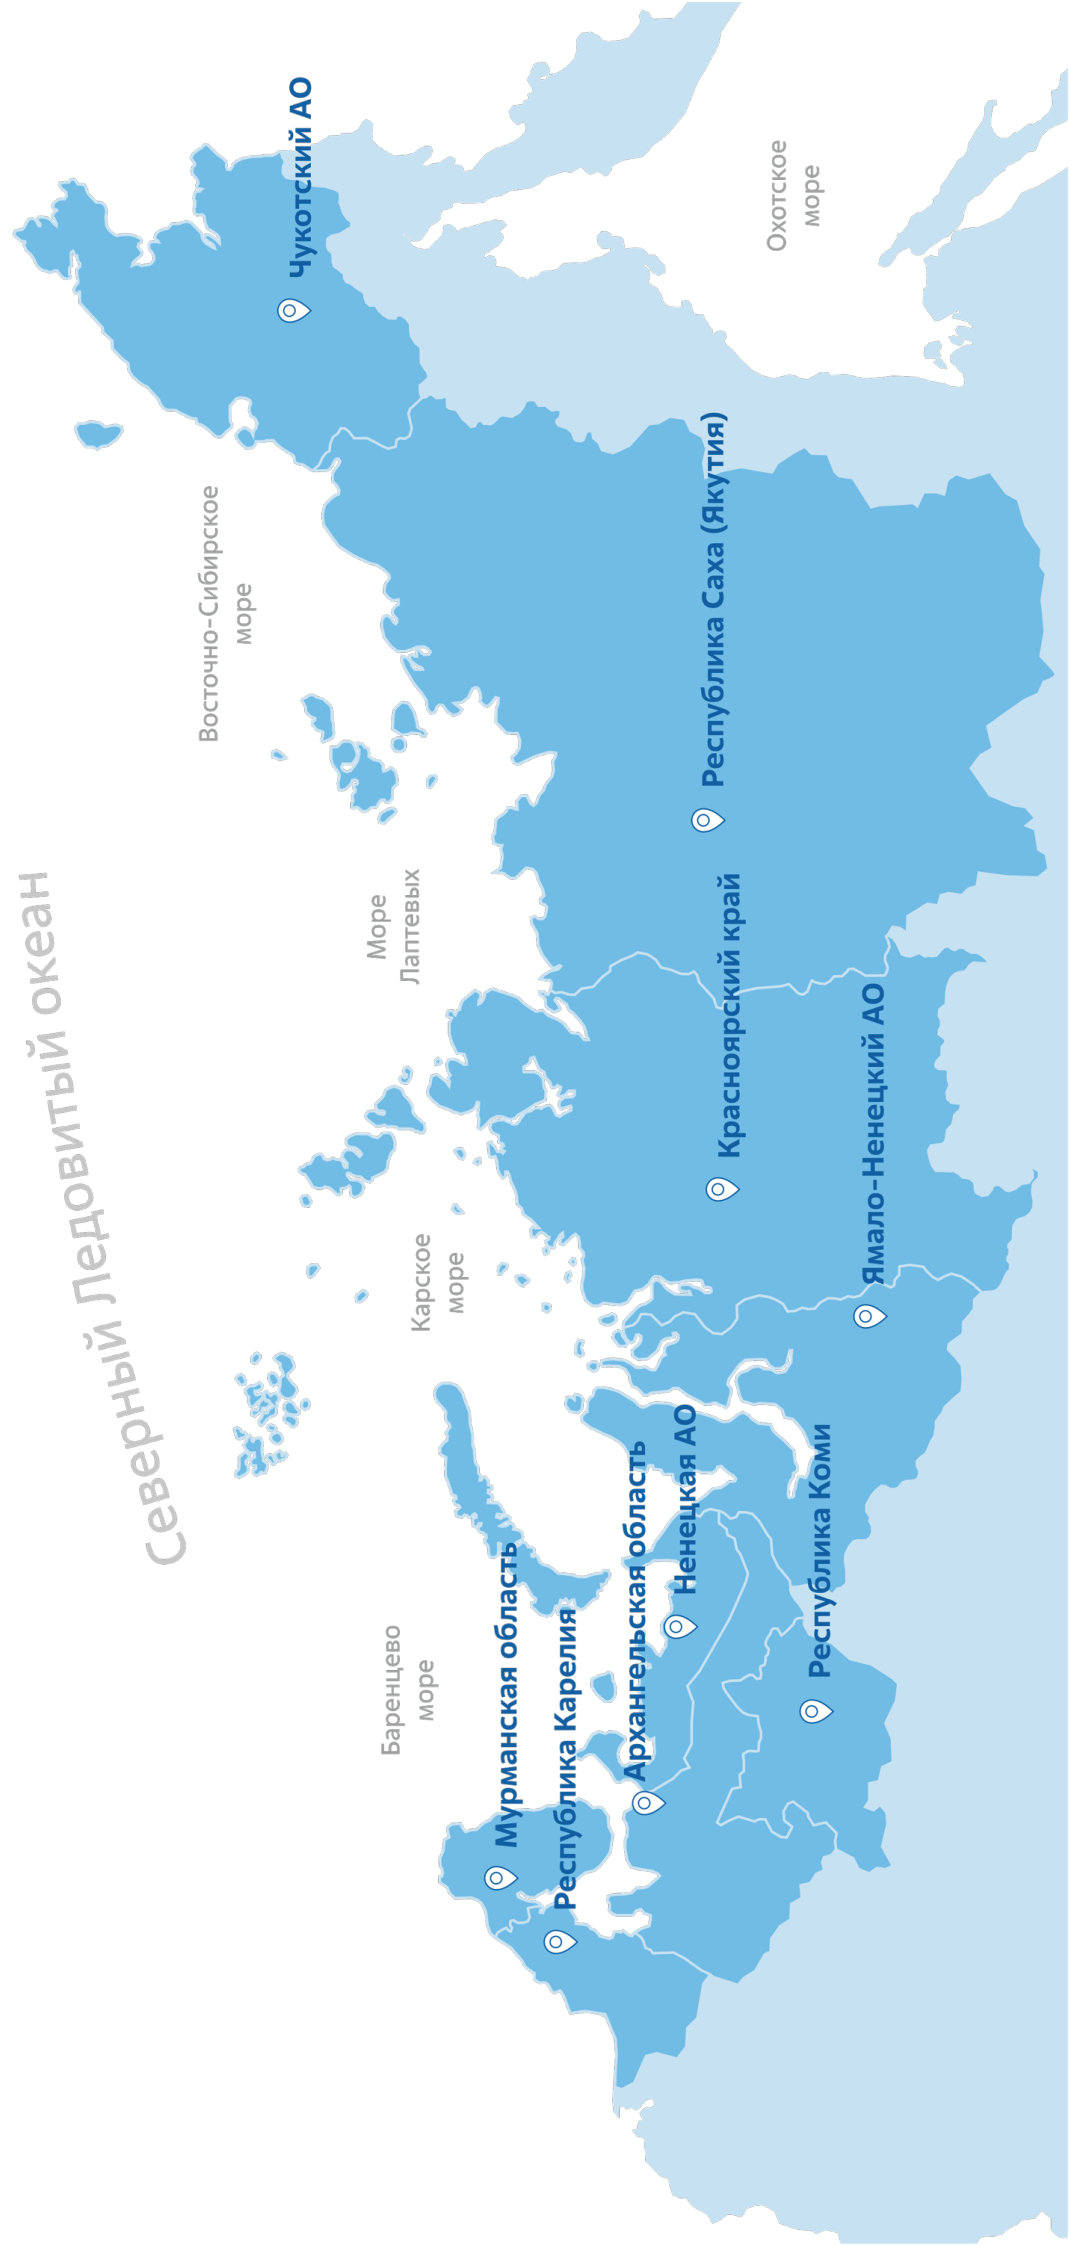 Северный Ледовитый океан
Баренцево
море
Карское
море
Море
Лаптевых
Восточно-Сибирское
море
Охотское
море
Чукотский АО
Мурманская область
Республика Карелия
Архангельская область
Ненецкая АО
Республика Коми
Ямало-Ненецкий АО
Красноярский край
Республика Саха (Якутия)